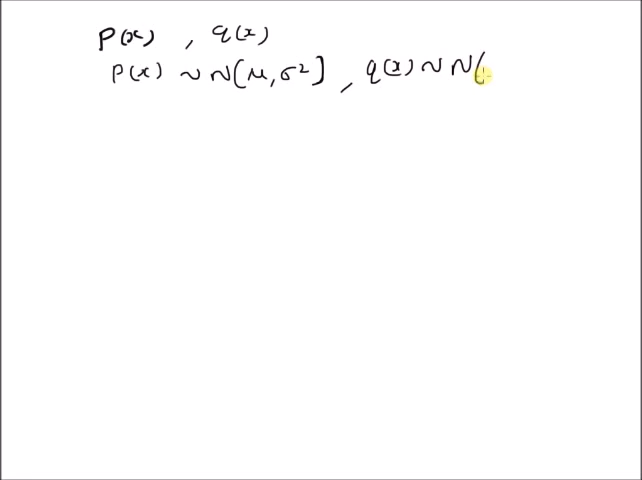 P(x) , q(x)
P(x) ~ N[μ, σ²] , q(x) ~ N(